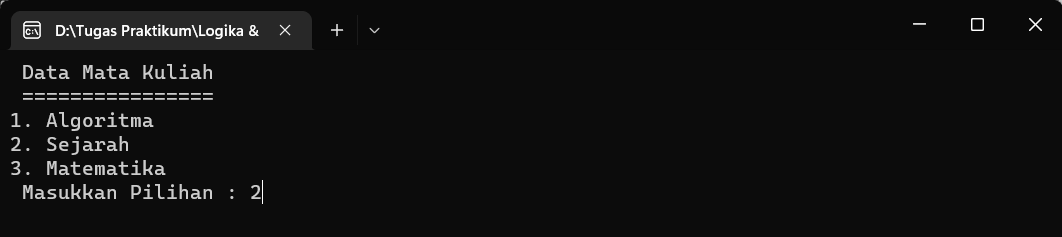 D:\Tugas Praktikum\Logika &
Data Mata Kuliah
================
1. Algoritma
2. Sejarah
3. Matematika
Masukkan Pilihan : 2